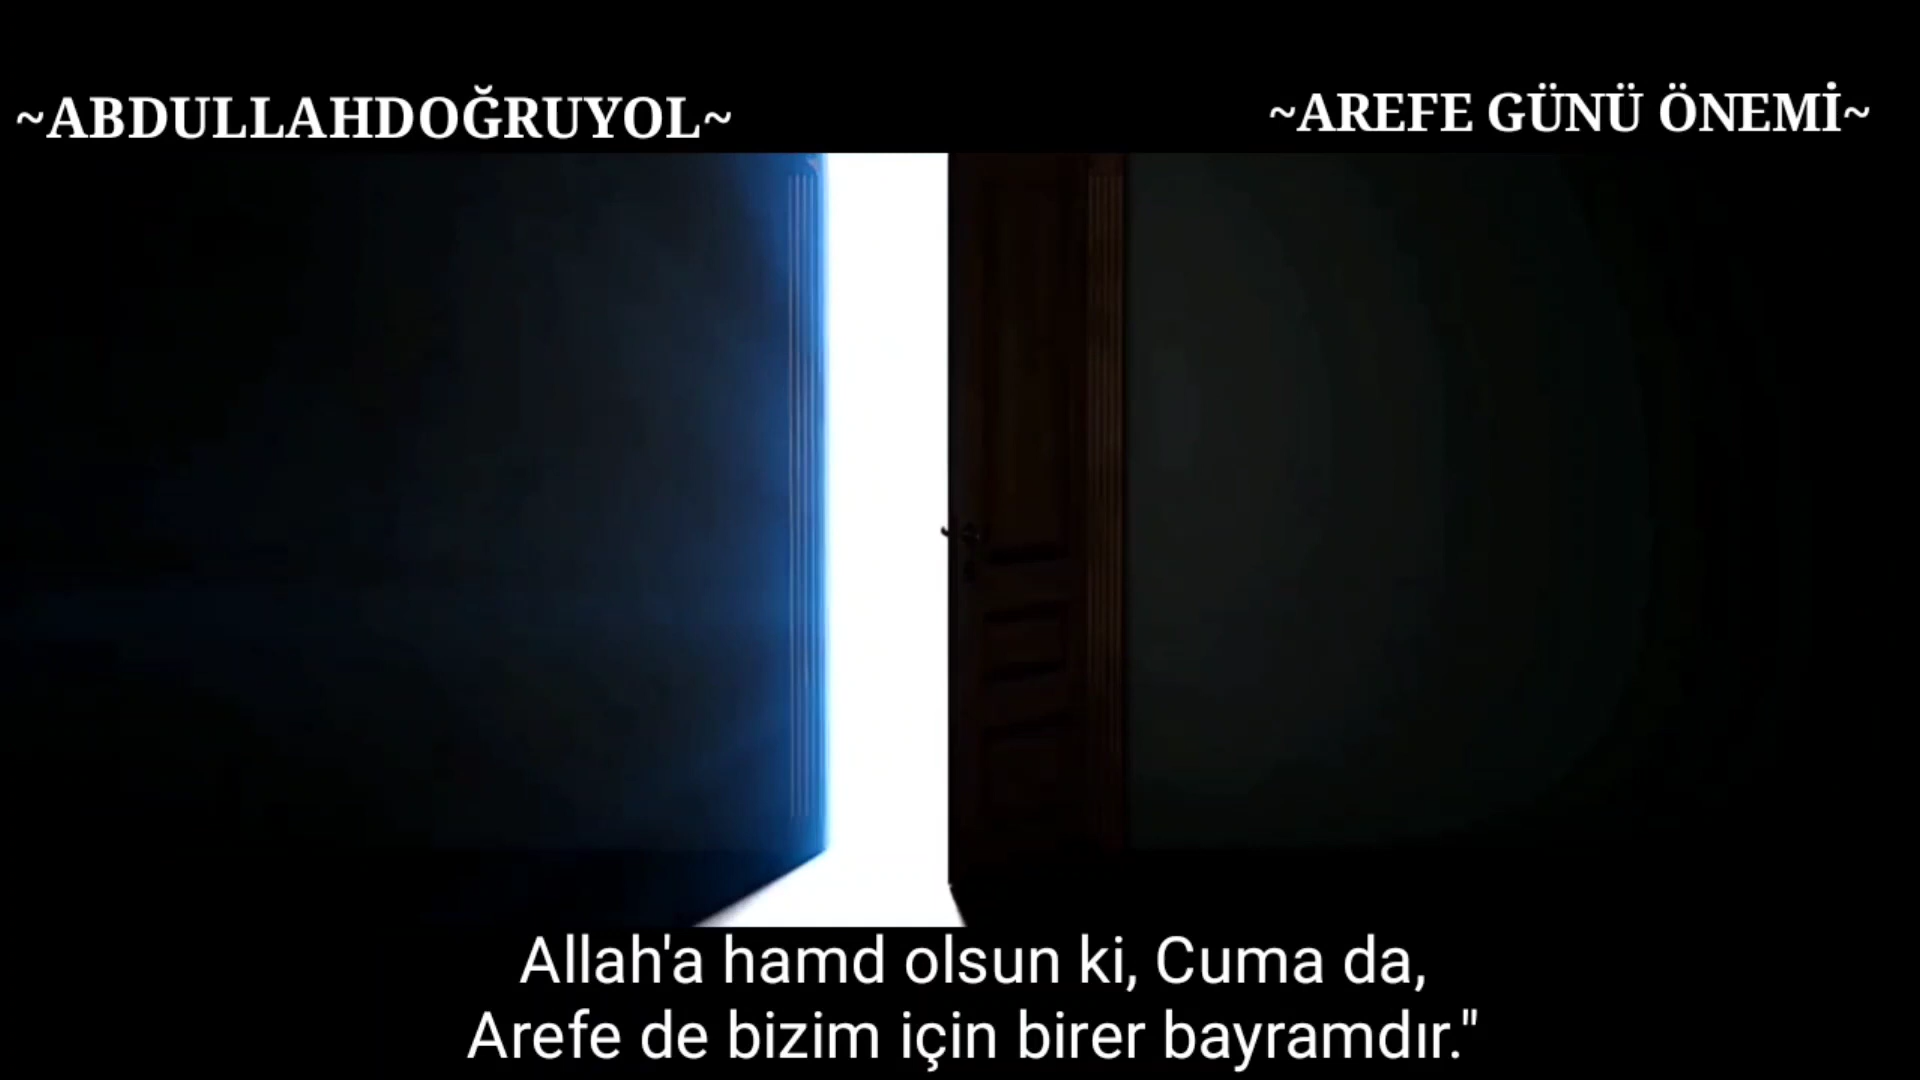 ~ABDULLAHDOĞRUYOL~
~AREFE GÜNÜ ÖNEMİ~
Allah'a hamd olsun ki, Cuma da,
Arefe de bizim için birer bayramdır."